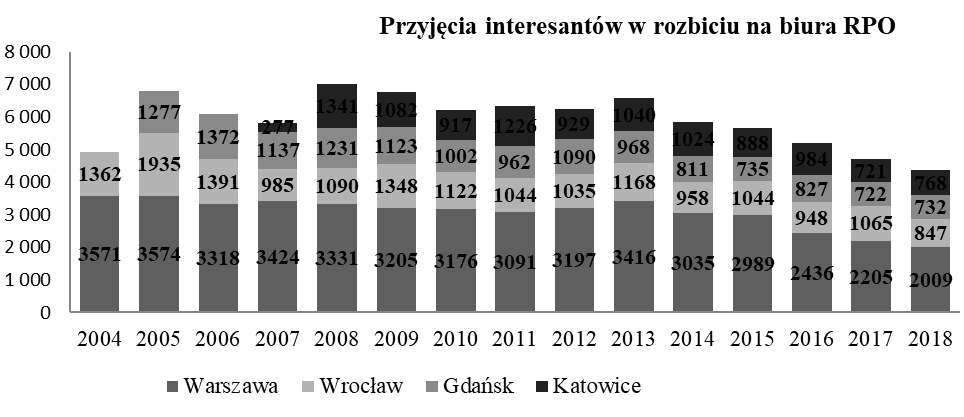 Przyjęcia interesantów w rozbiciu na biura RPO
8 000
7 000
6 000
5 000
4 000
3 000
2 000
1 000
0
277 1341 1082 917 1226 929 1040 1024 888 984 721 768
1277 1372 1137 1231 1123 1002 962 1090 968 811 735 827 722 732
1362 1935 1391 985 1090 1348 1122 1044 1035 1168 958 1044 948 1065 847
3571 3574 3318 3424 3331 3205 3176 3091 3197 3416 3035 2989 2436 2205 2009
2004 2005 2006 2007 2008 2009 2010 2011 2012 2013 2014 2015 2016 2017 2018
Warszawa Wrocław Gdańsk Katowice